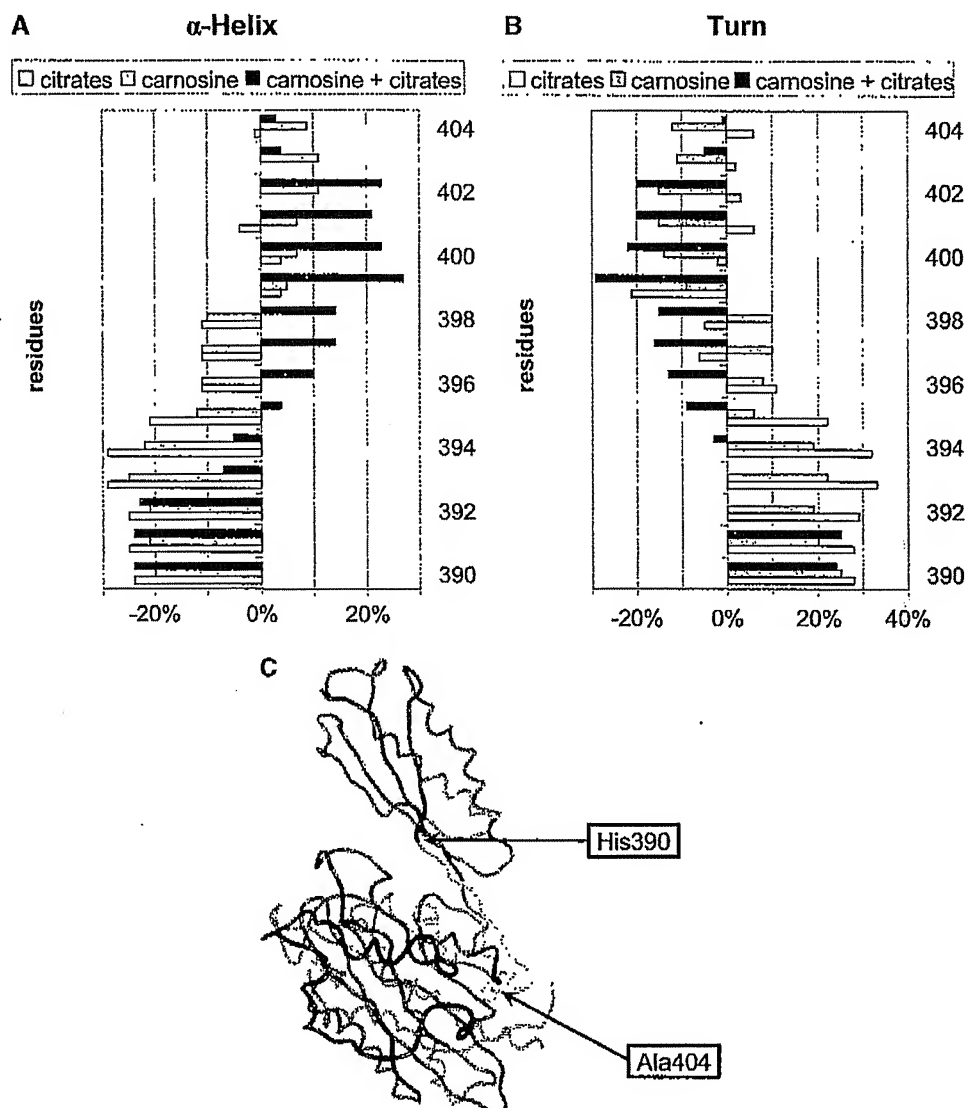 A α-Helix
B Turn
citrates carnosine carnosine + citrates
citrates carnosine carnosine + citrates
residues
404
402
400
398
396
394
392
390
-20% 0% 20%
residues
404
402
400
398
396
394
392
390
-20% 0% 20% 40%
C
His390
Ala404